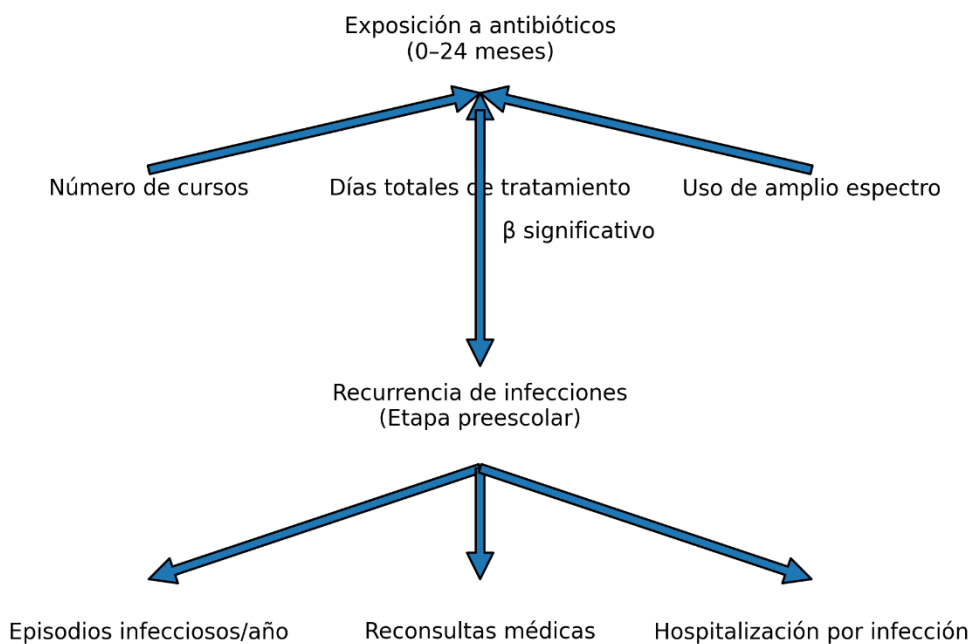 Exposición a antibióticos
(0–24 meses)
Número de cursos
Días totales de tratamiento
Uso de amplio espectro
β significativo
Recurrencia de infecciones
(Etapa preescolar)
Episodios infecciosos/año
Reconsultas médicas
Hospitalización por infección